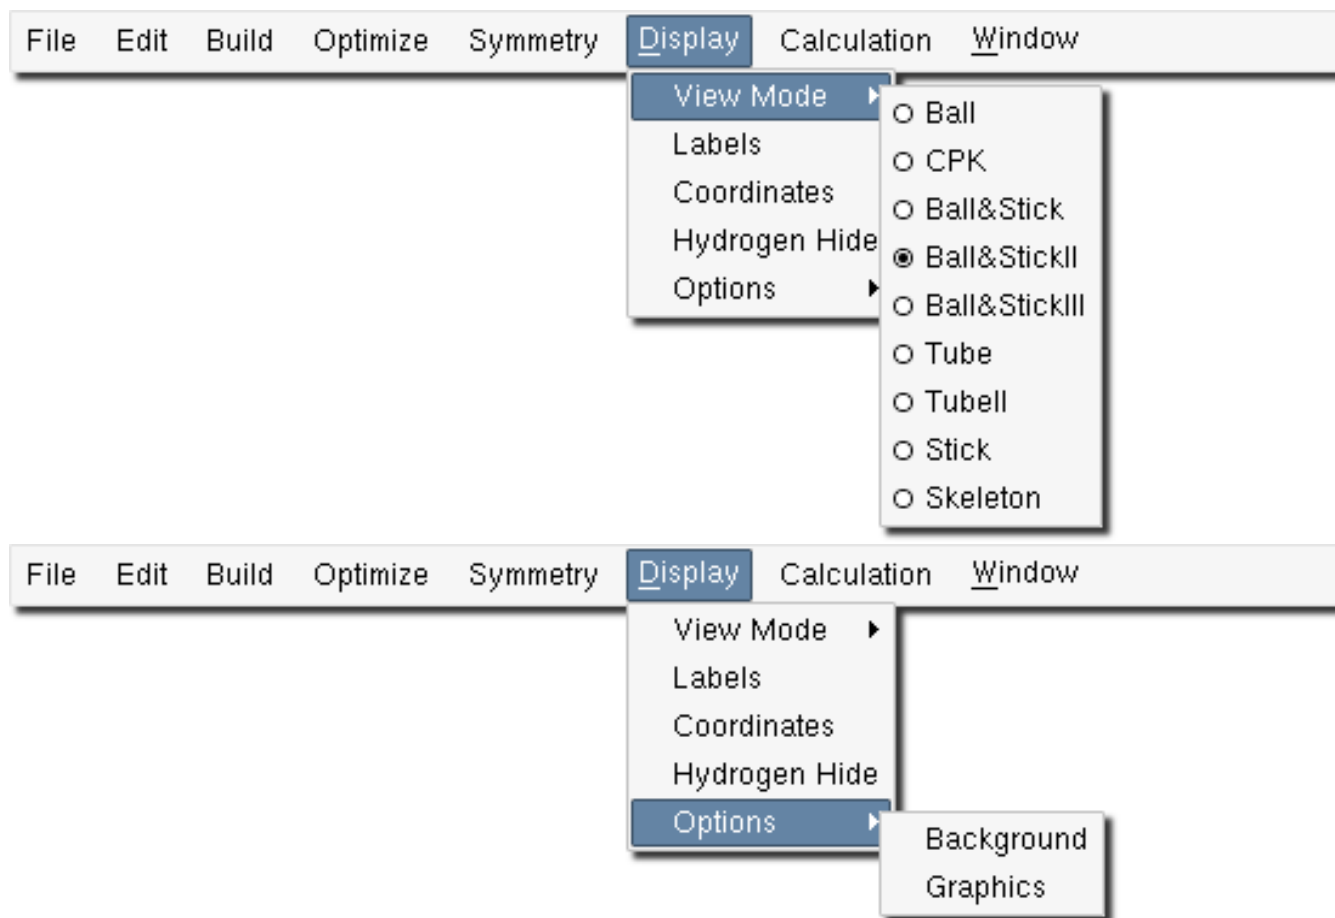 File Edit Build Optimize Symmetry Display Calculation Window
View Mode
Labels
Coordinates
Hydrogen Hide
Options
Ball
CPK
Ball&Stick
Ball&StickII
Ball&StickIII
Tube
TubeII
Stick
Skeleton
File Edit Build Optimize Symmetry Display Calculation Window
View Mode
Labels
Coordinates
Hydrogen Hide
Options
Background
Graphics